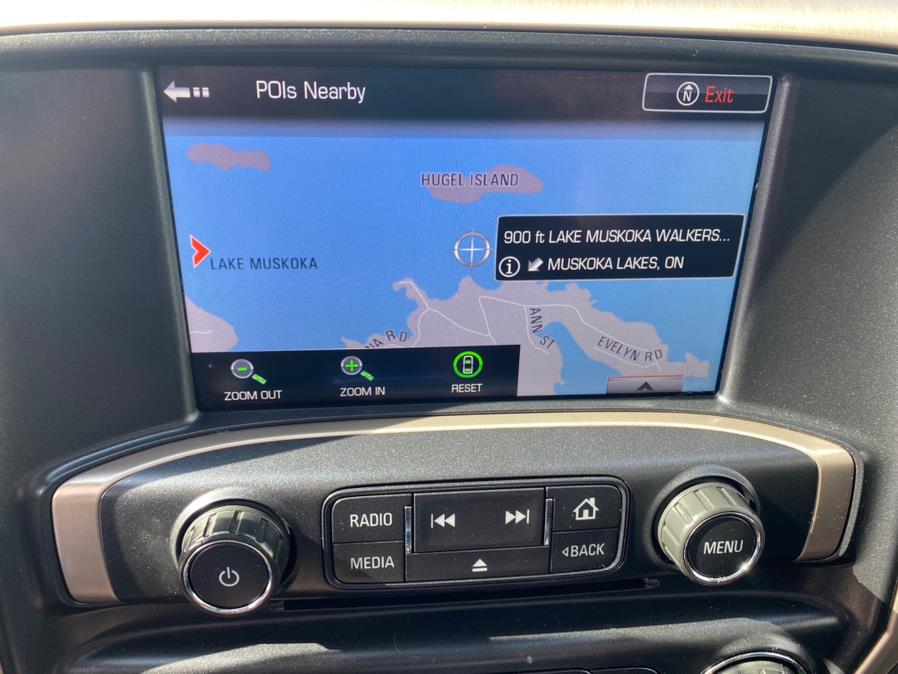 POIs Nearby
N Exit
HUGEL ISLAND
900 ft LAKE MUSKOKA WALKERS...
i MUSKOKA LAKES, ON
LAKE MUSKOKA
RD
ANN ST
EVELYN RD
ZOOM OUT
ZOOM IN
RESET
RADIO
MEDIA
BACK
MENU